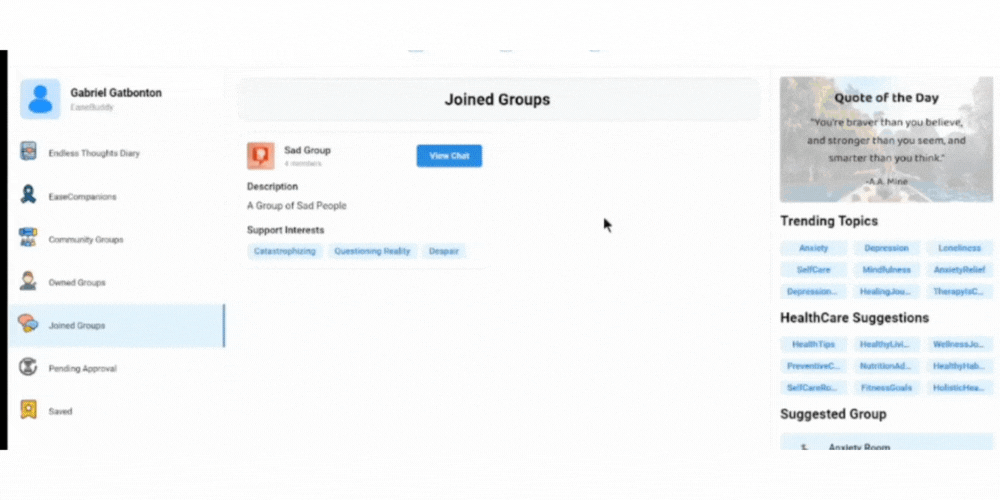 Gabriel Gatbonton
EaseBuddy
Endless Thoughts Diary
EaseCompanions
Community Groups
Owned Groups
Joined Groups
Pending Approval
Saved
Joined Groups
Sad Group
4 members
View Chat
Description
A Group of Sad People
Support Interests
Catastrophizing Questioning Reality Despair
Quote of the Day
"You're braver than you believe,
and stronger than you seem, and
smarter than you think."
-A.A. Mine
Trending Topics
Anxiety Depression Loneliness
SelfCare Mindfulness AnxietyRelief
Depression... HealingJou... TherapyIsC...
HealthCare Suggestions
HealthTips HealthyLivi... WellnessJo...
PreventiveC... NutritionAd... HealthyHab...
SelfCareRo... FitnessGoals HolisticHea...
Suggested Group
Anxiety Room